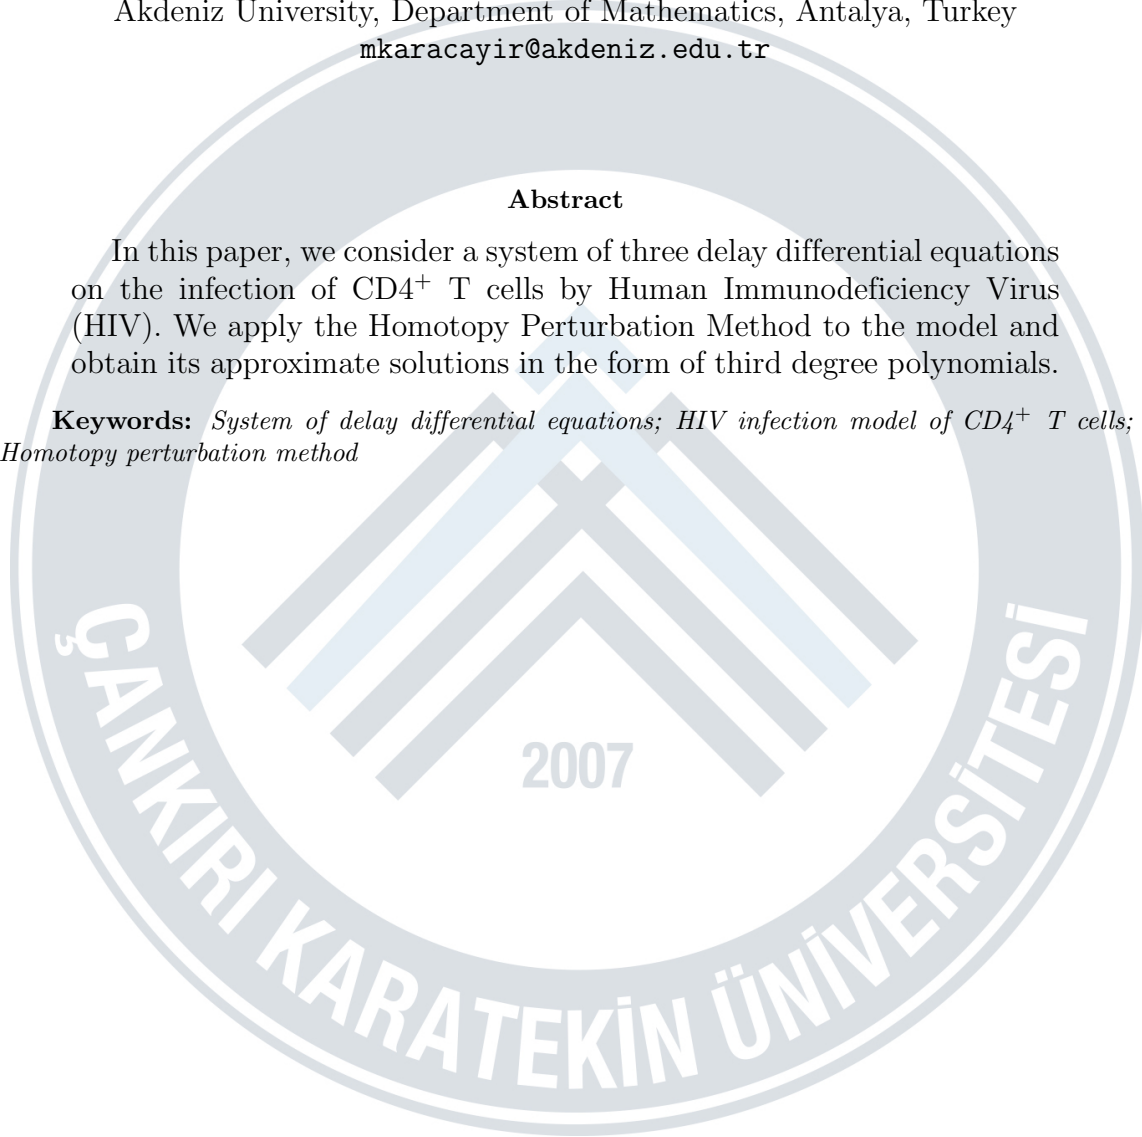 Akdeniz University, Department of Mathematics, Antalya, Turkey
mkaracayir@akdeniz.edu.tr
Abstract
In this paper, we consider a system of three delay differential equations
on the infection of CD4⁺ T cells by Human Immunodeficiency Virus
(HIV). We apply the Homotopy Perturbation Method to the model and
obtain its approximate solutions in the form of third degree polynomials.
Keywords: System of delay differential equations; HIV infection model of CD4⁺ T cells;
Homotopy perturbation method
2007
ÇANKIRI KARATEKİN ÜNİVERSİTESİ